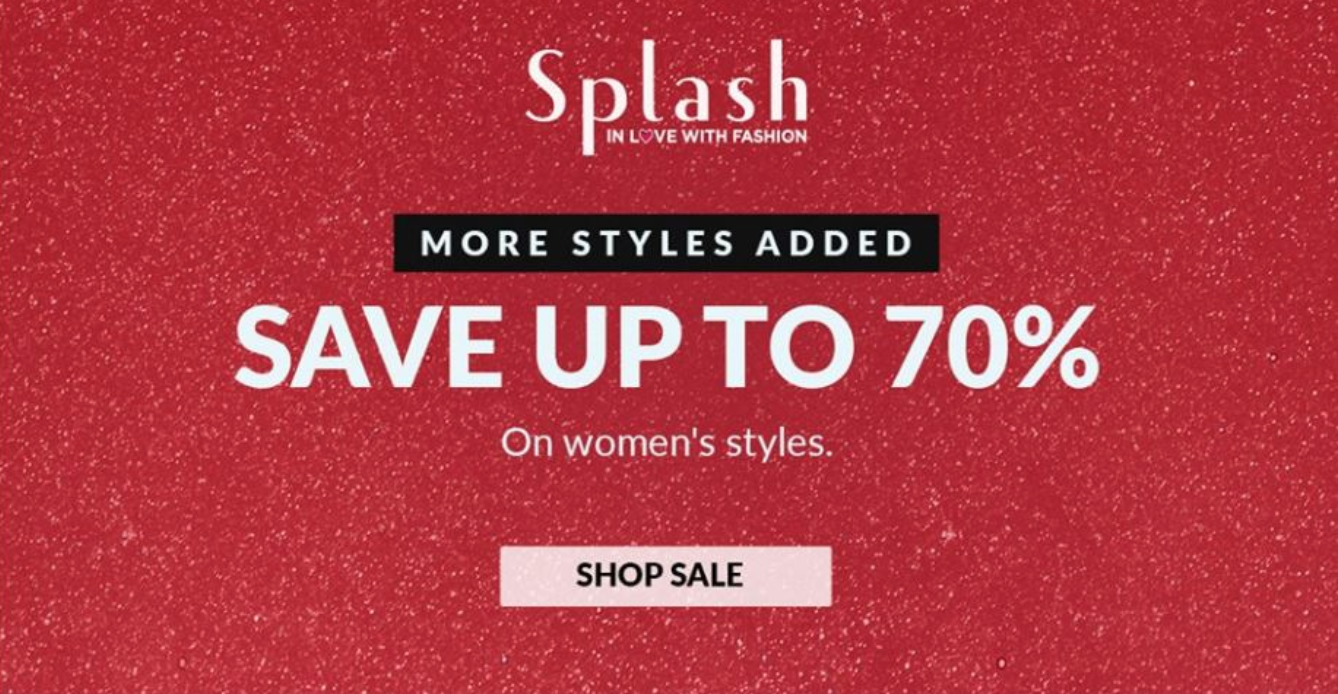 Splash
IN LOVE WITH FASHION
MORE STYLES ADDED
SAVE UP TO 70%
On women's styles.
SHOP SALE